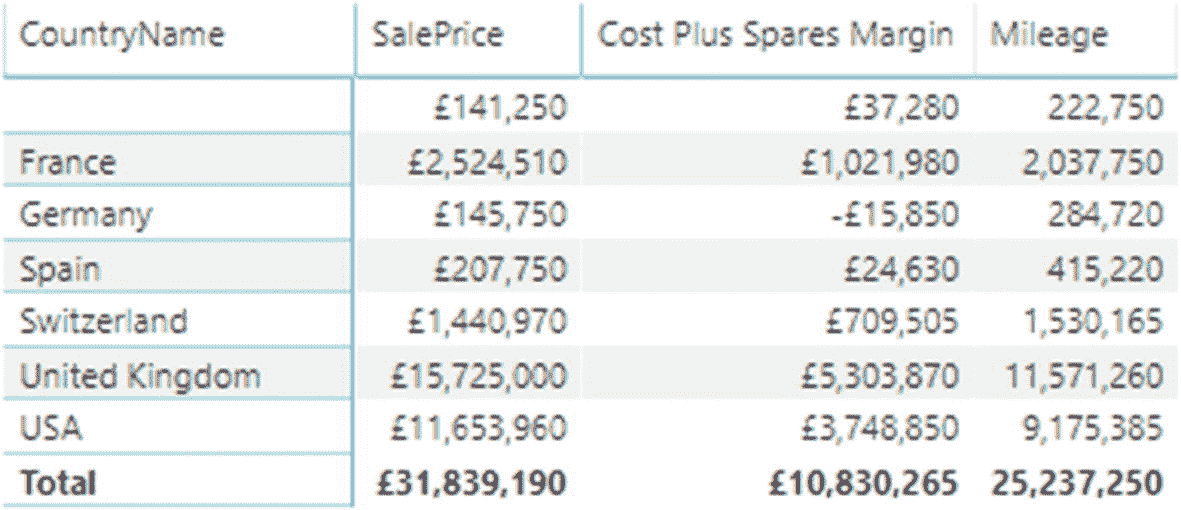 CountryName SalePrice Cost Plus Spares Margin Mileage
£141,250 £37,280 222,750
France £2,524,510 £1,021,980 2,037,750
Germany £145,750 -£15,850 284,720
Spain £207,750 £24,630 415,220
Switzerland £1,440,970 £709,505 1,530,165
United Kingdom £15,725,000 £5,303,870 11,571,260
USA £11,653,960 £3,748,850 9,175,385
Total £31,839,190 £10,830,265 25,237,250